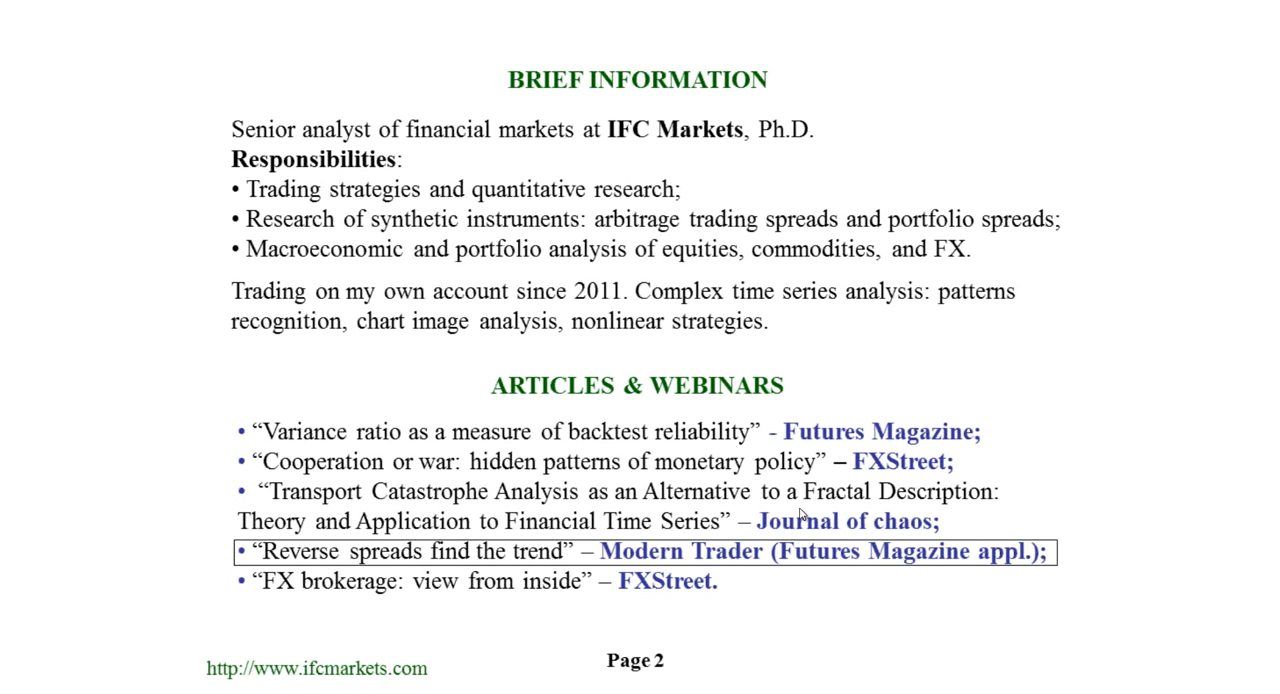 BRIEF INFORMATION
Senior analyst of financial markets at IFC Markets, Ph.D.
Responsibilities:
• Trading strategies and quantitative research;
• Research of synthetic instruments: arbitrage trading spreads and portfolio spreads;
• Macroeconomic and portfolio analysis of equities, commodities, and FX.
Trading on my own account since 2011. Complex time series analysis: patterns
recognition, chart image analysis, nonlinear strategies.
ARTICLES & WEBINARS
• “Variance ratio as a measure of backtest reliability” - Futures Magazine;
• “Cooperation or war: hidden patterns of monetary policy” – FXStreet;
• “Transport Catastrophe Analysis as an Alternative to a Fractal Description:
Theory and Application to Financial Time Series” – Journal of chaos;
• “Reverse spreads find the trend” – Modern Trader (Futures Magazine appl.);
• “FX brokerage: view from inside” – FXStreet.
http://www.ifcmarkets.com
Page 2